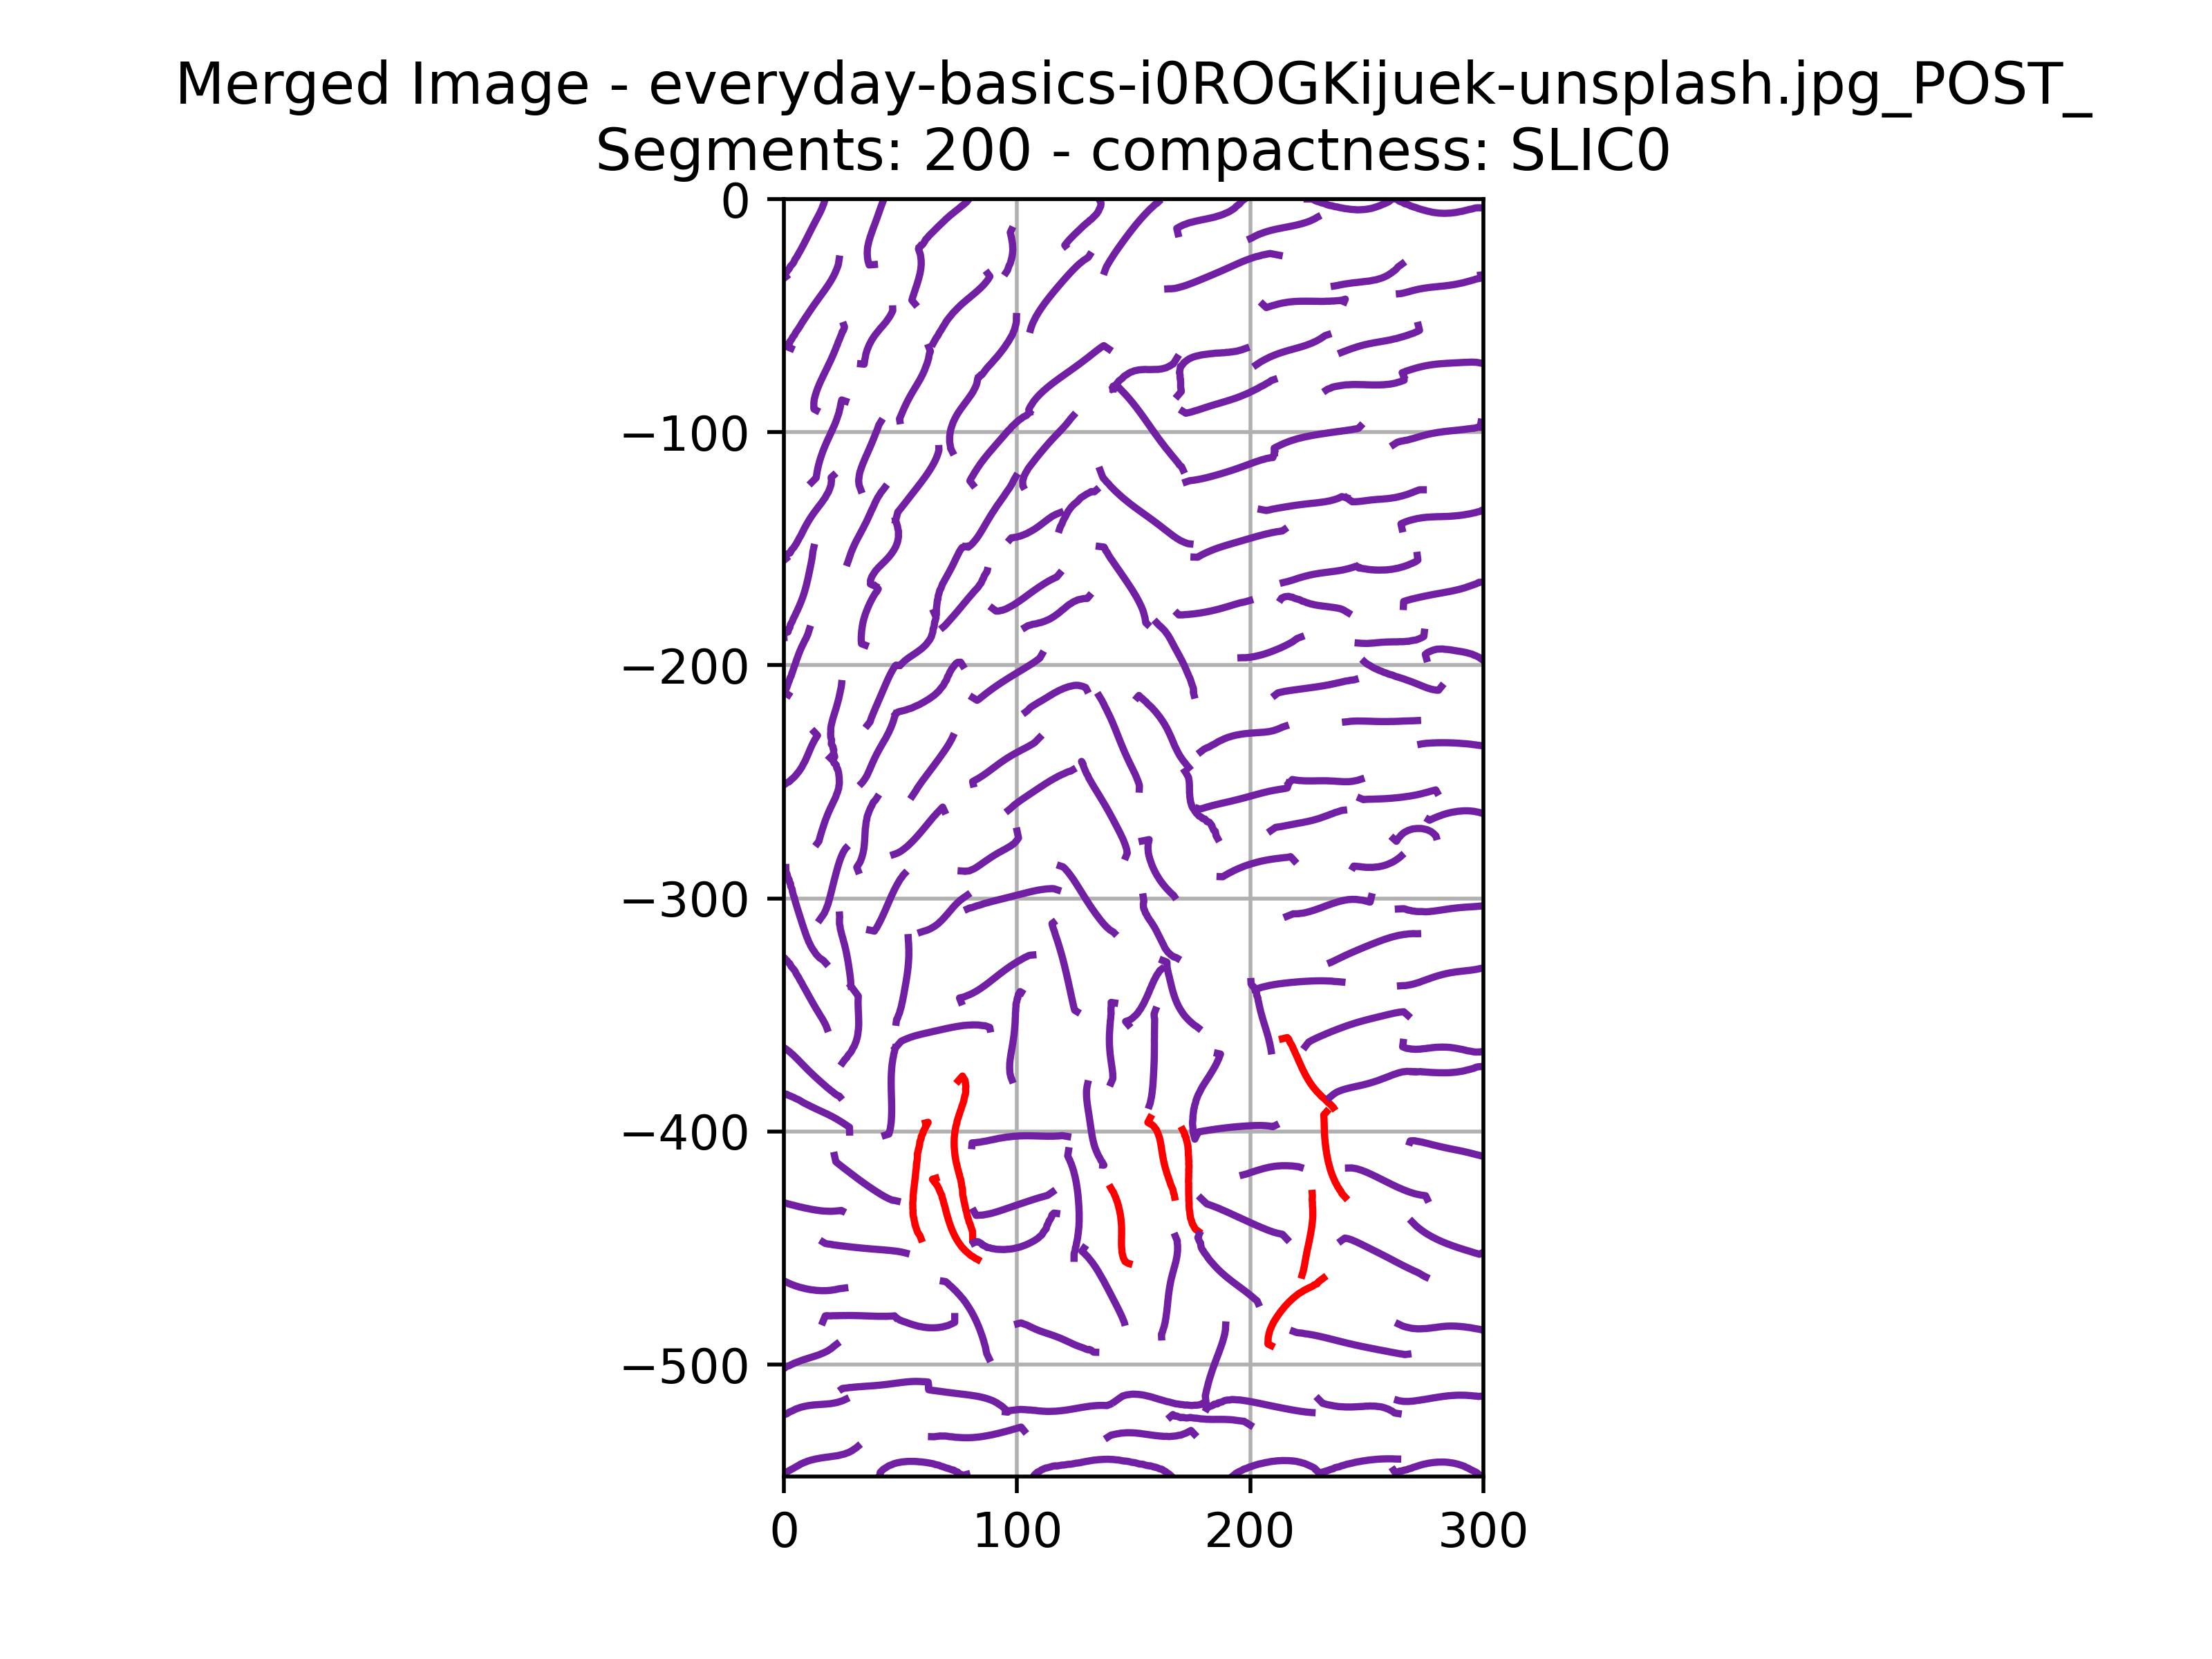 Merged Image - everyday-basics-i0ROGKijuek-unsplash.jpg_POST_
Segments: 200 - compactness: SLIC0
0
−100
−200
−300
−400
−500
0 100 200 300